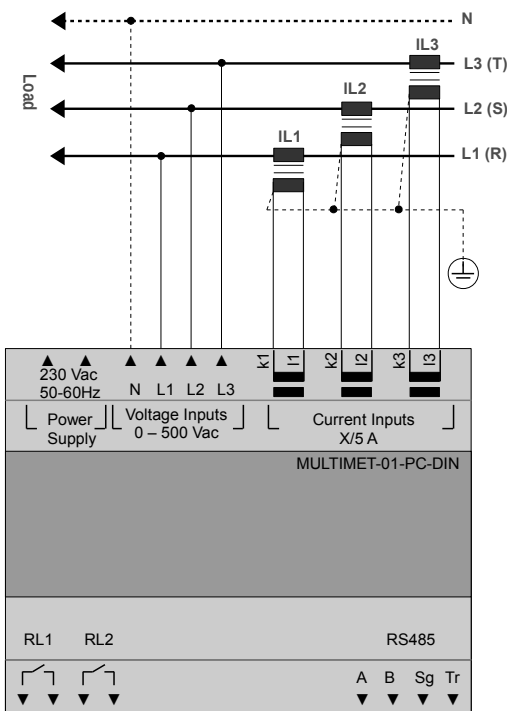 N
IL3
L3 (T)
Load
IL2
L2 (S)
IL1
L1 (R)
k1 l1 k2 l2 k3 l3
230 Vac
50-60Hz
N L1 L2 L3
Power
Supply
Voltage Inputs
0 – 500 Vac
Current Inputs
X/5 A
MULTIMET-01-PC-DIN
RL1 RL2 RS485
A B Sg Tr